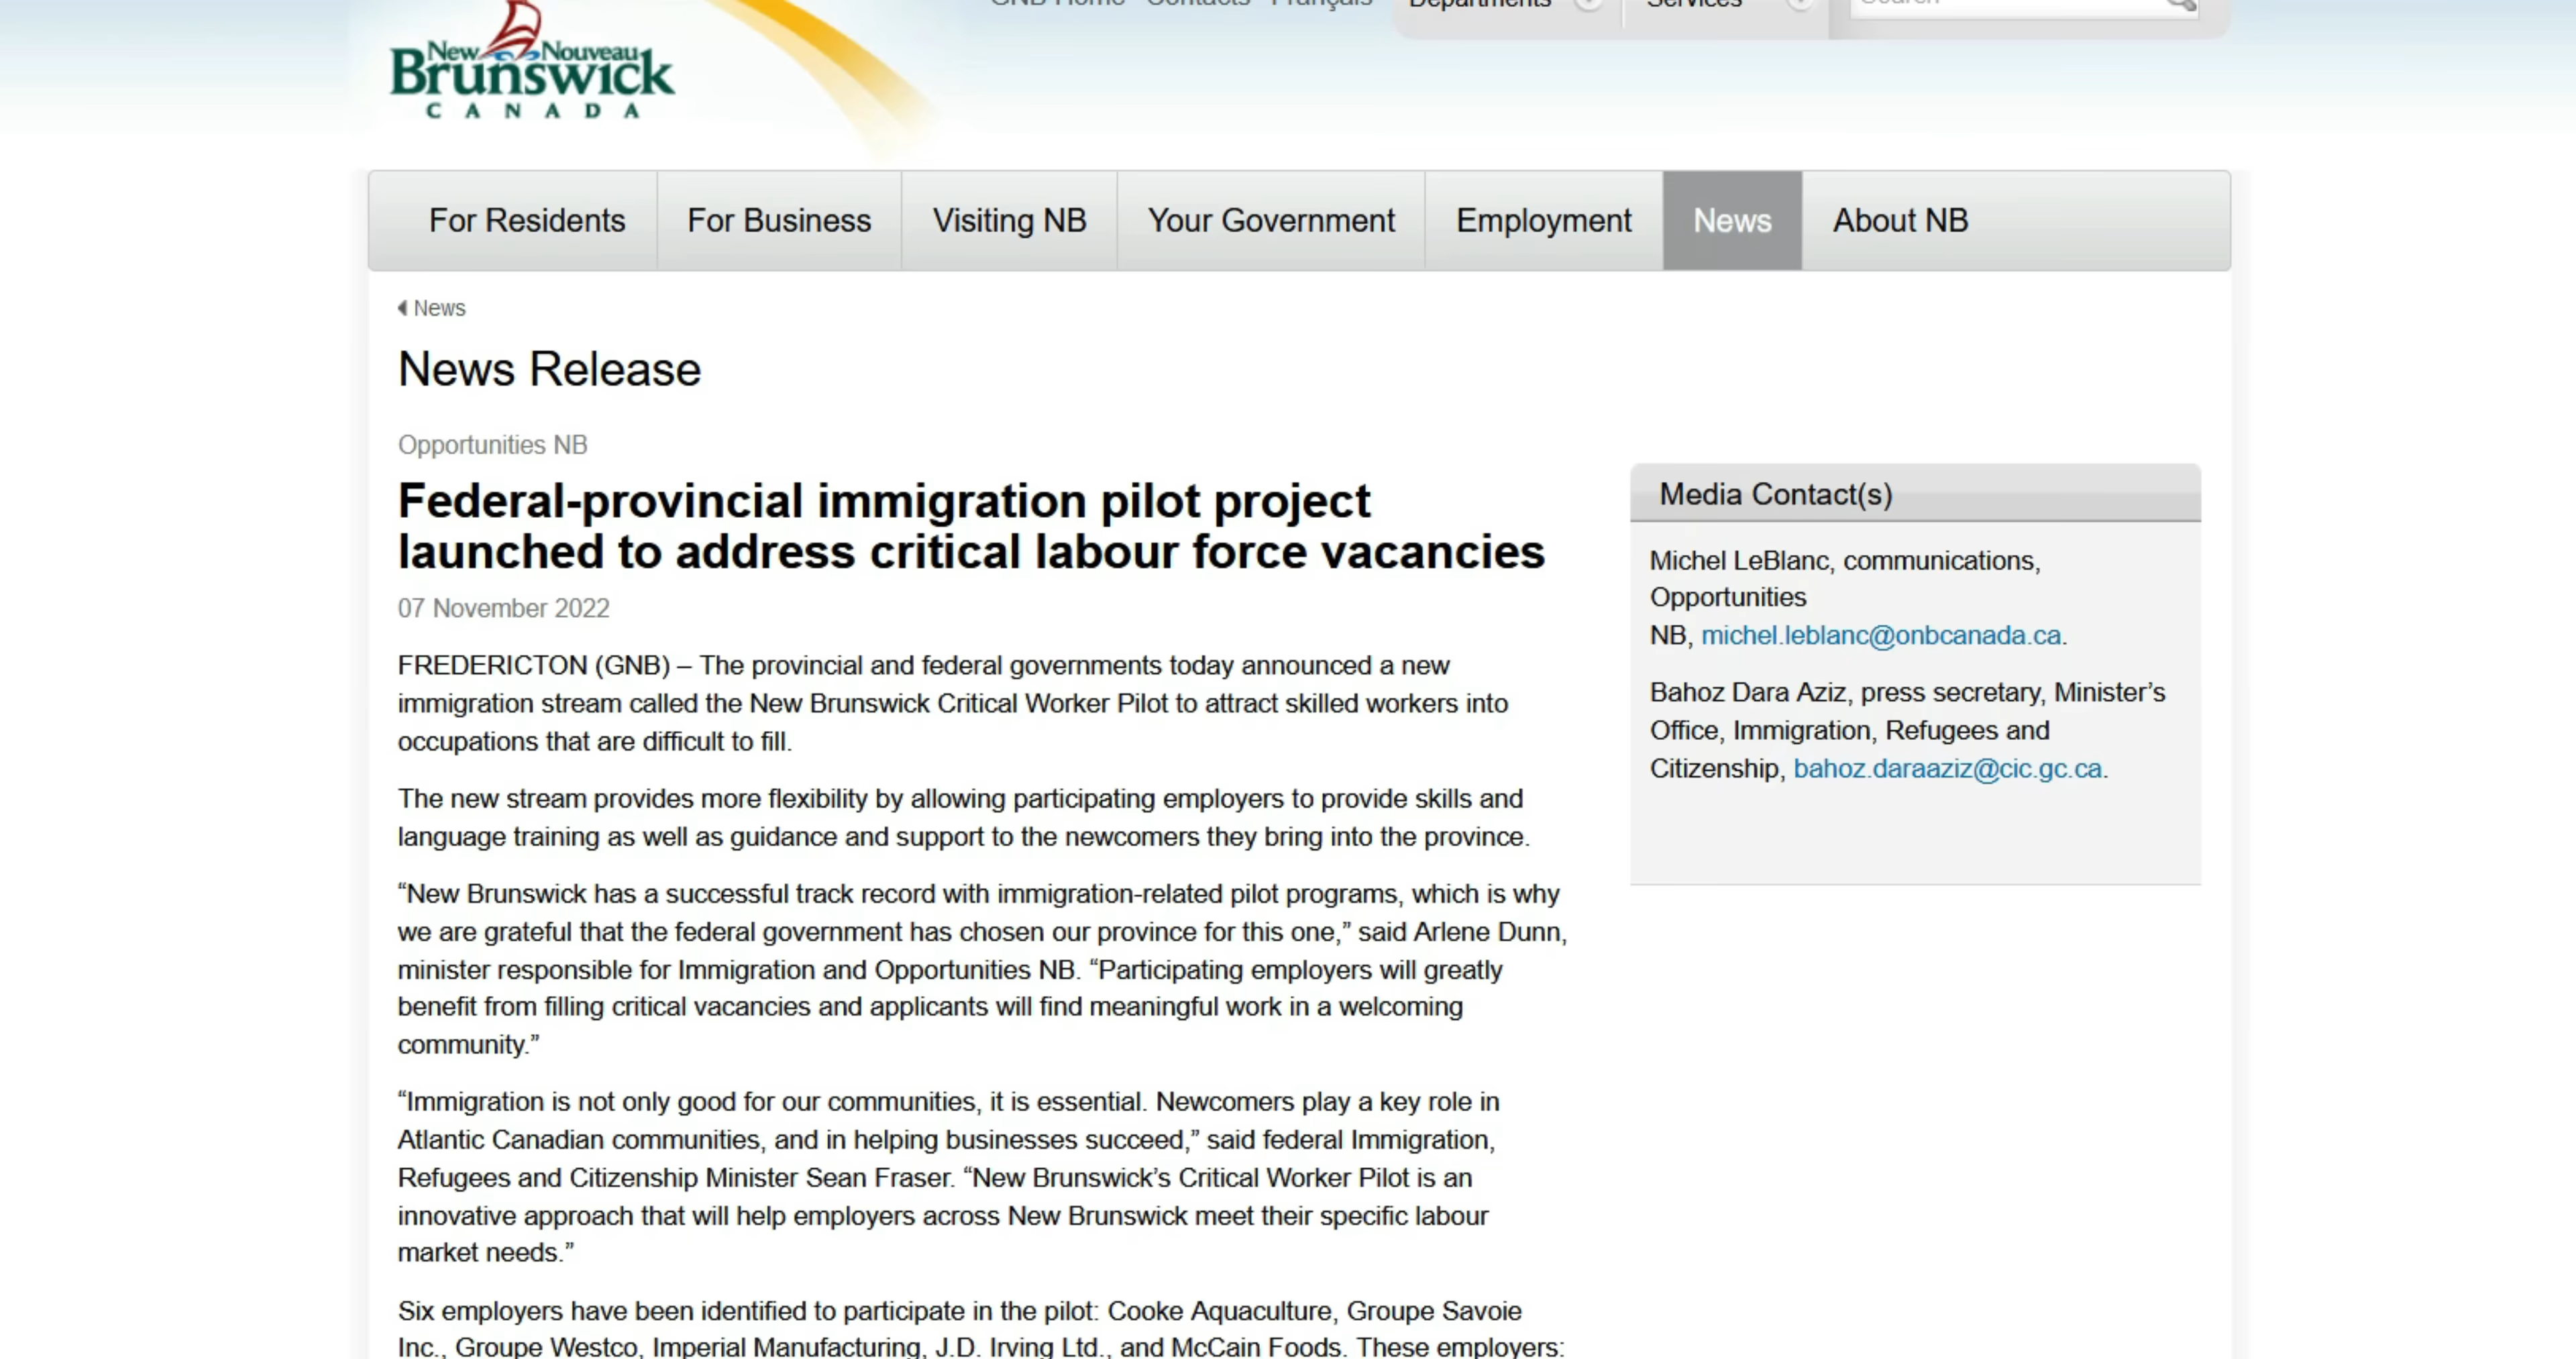 GNB Home Contacts Français Departments Services Search
New Nouveau
Brunswick
CANADA
For Residents For Business Visiting NB Your Government Employment News About NB
News
News Release
Opportunities NB
Federal-provincial immigration pilot project
launched to address critical labour force vacancies
07 November 2022
FREDERICTON (GNB) – The provincial and federal governments today announced a new
immigration stream called the New Brunswick Critical Worker Pilot to attract skilled workers into
occupations that are difficult to fill.
The new stream provides more flexibility by allowing participating employers to provide skills and
language training as well as guidance and support to the newcomers they bring into the province.
“New Brunswick has a successful track record with immigration-related pilot programs, which is why
we are grateful that the federal government has chosen our province for this one,” said Arlene Dunn,
minister responsible for Immigration and Opportunities NB. “Participating employers will greatly
benefit from filling critical vacancies and applicants will find meaningful work in a welcoming
community.”
“Immigration is not only good for our communities, it is essential. Newcomers play a key role in
Atlantic Canadian communities, and in helping businesses succeed,” said federal Immigration,
Refugees and Citizenship Minister Sean Fraser. “New Brunswick’s Critical Worker Pilot is an
innovative approach that will help employers across New Brunswick meet their specific labour
market needs.”
Six employers have been identified to participate in the pilot: Cooke Aquaculture, Groupe Savoie
Inc., Groupe Westco, Imperial Manufacturing, J.D. Irving Ltd., and McCain Foods. These employers:
Media Contact(s)
Michel LeBlanc, communications,
Opportunities
NB, michel.leblanc@onbcanada.ca.
Bahoz Dara Aziz, press secretary, Minister’s
Office, Immigration, Refugees and
Citizenship, bahoz.daraaziz@cic.gc.ca.